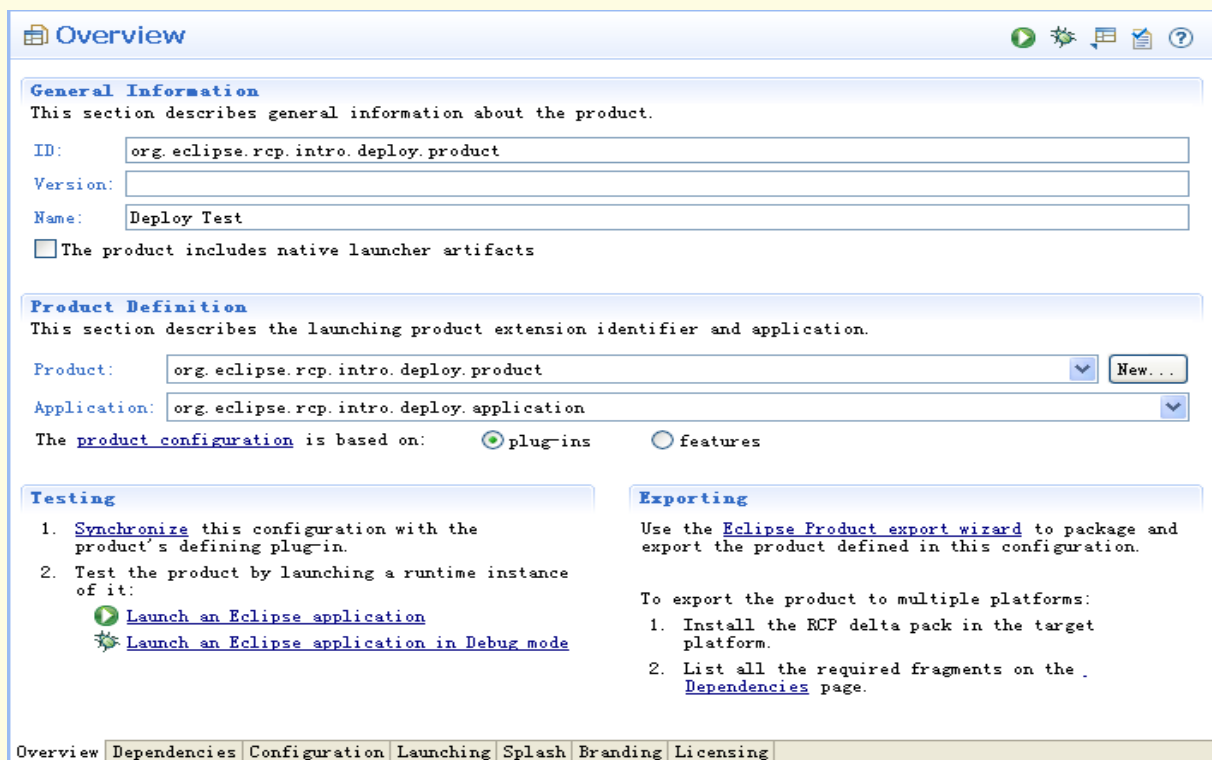 Overview
General Information
This section describes general information about the product.
ID: org.eclipse.rcp.intro.deploy.product
Version:
Name: Deploy Test
The product includes native launcher artifacts
Product Definition
This section describes the launching product extension identifier and application.
Product: org.eclipse.rcp.intro.deploy.product New...
Application: org.eclipse.rcp.intro.deploy.application
The product configuration is based on: plug-ins features
Testing
1. Synchronize this configuration with the
product's defining plug-in.
2. Test the product by launching a runtime instance
of it:
Launch an Eclipse application
Launch an Eclipse application in Debug mode
Exporting
Use the Eclipse Product export wizard to package and
export the product defined in this configuration.
To export the product to multiple platforms:
1. Install the RCP delta pack in the target
platform.
2. List all the required fragments on the
Dependencies page.
Overview Dependencies Configuration Launching Splash Branding Licensing